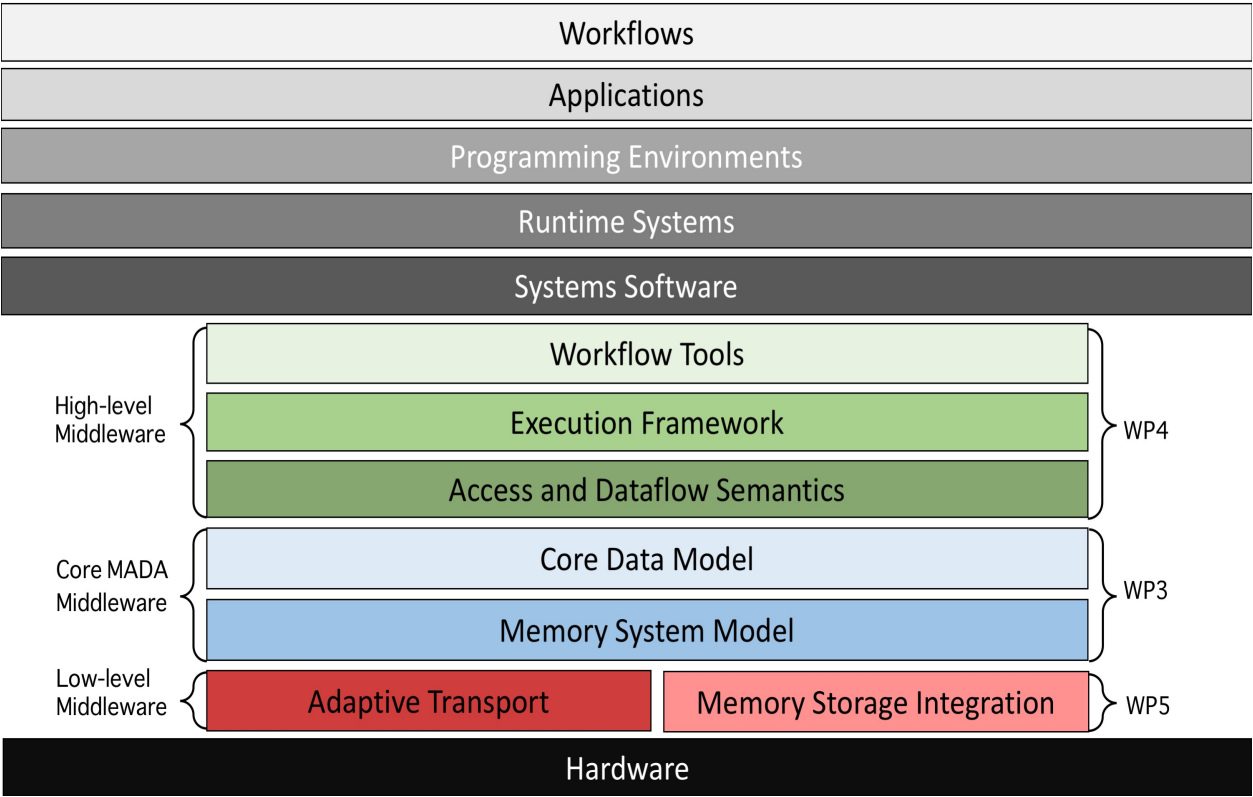 Workflows
Applications
Programming Environments
Runtime Systems
Systems Software
High-level
Middleware
Workflow Tools
Execution Framework
Access and Dataflow Semantics
WP4
Core MADA
Middleware
Core Data Model
Memory System Model
WP3
Low-level
Middleware
Adaptive Transport
Memory Storage Integration
WP5
Hardware